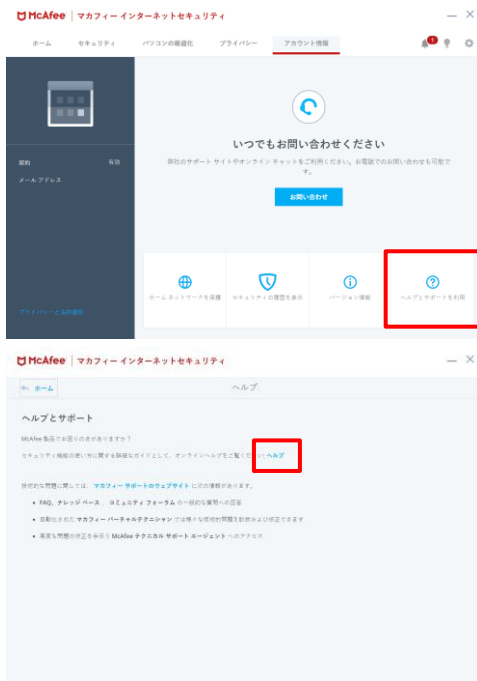 McAfee | マカフィー インターネットセキュリティ
ホーム セキュリティ パソコンの最適化 プライバシー アカウント情報
1
いつでもお問い合わせください
契約 有効
弊社のサポート サイトやオンライン チャットをご利用ください。お電話でのお問い合わせも可能です。
メール アドレス
お問い合わせ
ホーム ネットワークを保護 セキュリティの履歴を表示 バージョン情報 ヘルプとサポートを利用
プライバシーと法的通知
McAfee | マカフィー インターネットセキュリティ
ホーム ヘルプ
ヘルプとサポート
McAfee 製品でお困りの点がありますか?
セキュリティ機能の使い方に関する詳細なガイドとして、オンラインヘルプをご覧ください ヘルプ
技術的な問題に関しては、 マカフィー サポートのウェブサイト に次の情報があります。
• FAQ、ナレッジ ベース 、 コミュニティ フォーラム の一般的な質問への回答
• 自動化された マカフィー バーチャルテクニシャン では様々な技術的問題を診断および修正できます
• 高度な問題の修正を手伝う McAfee テクニカル サポート エージェント へのアクセス